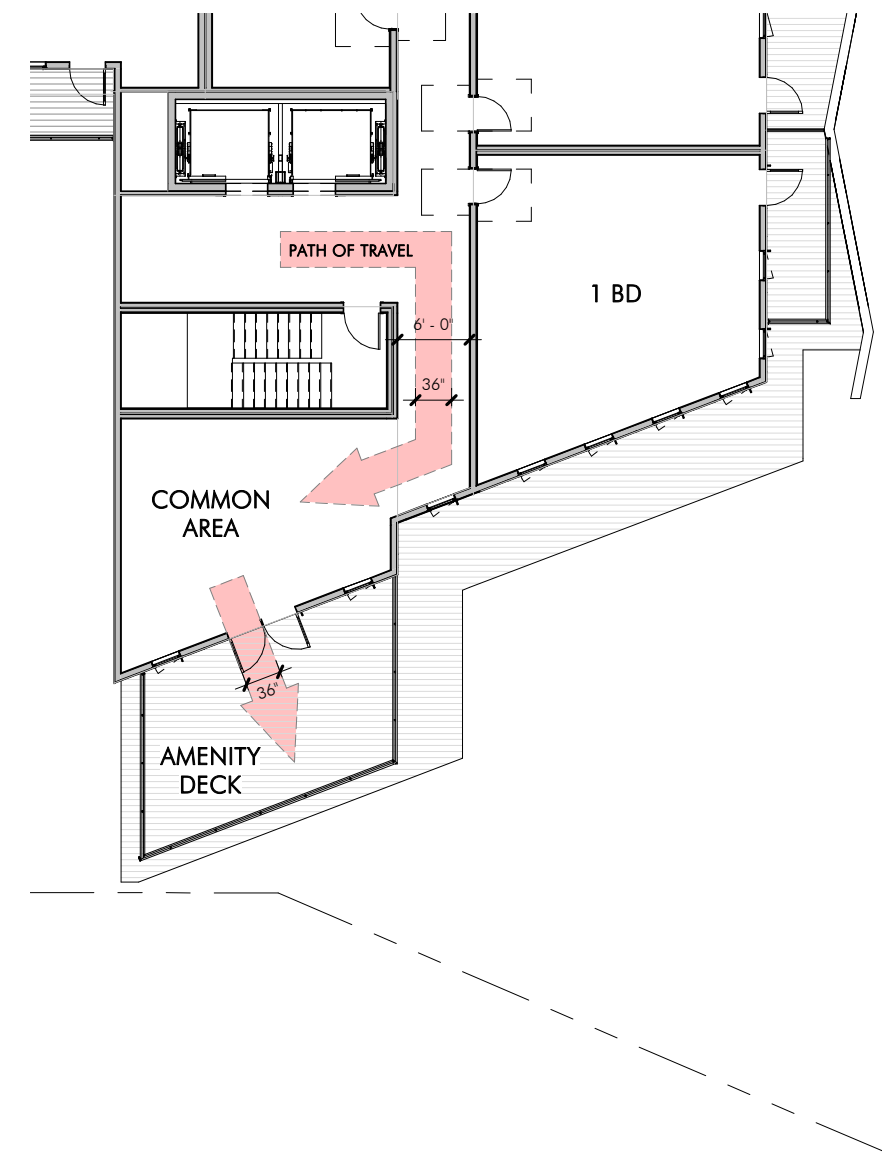 PATH OF TRAVEL
1 BD
6' - 0"
36"
COMMON
AREA
36"
AMENITY
DECK